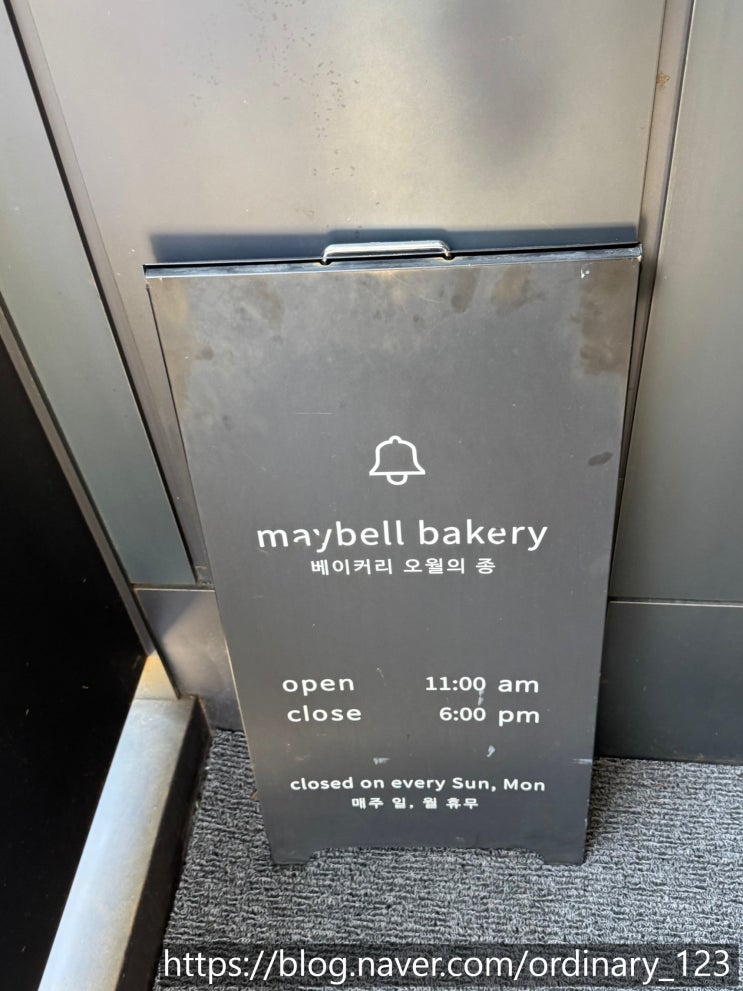 maybell bakery
베이커리 오월의 종
open 11:00 am
close 6:00 pm
closed on every Sun, Mon
매주 일, 월 휴무
https://blog.naver.com/ordinary_123